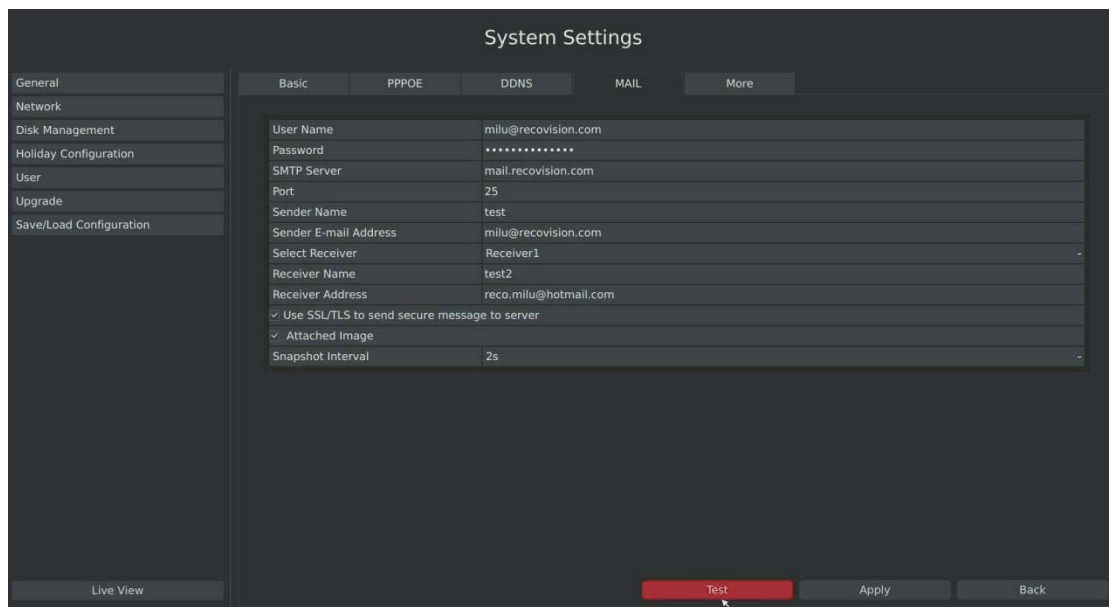 System Settings
General
Network
Disk Management
Holiday Configuration
User
Upgrade
Save/Load Configuration
Live View
Basic PPPOE DDNS MAIL More
User Name milu@recovision.com
Password ••••••••••••••
SMTP Server mail.recovision.com
Port 25
Sender Name test
Sender E-mail Address milu@recovision.com
Select Receiver Receiver1
Receiver Name test2
Receiver Address reco.milu@hotmail.com
Use SSL/TLS to send secure message to server
Attached Image
Snapshot Interval 2s
Test Apply Back